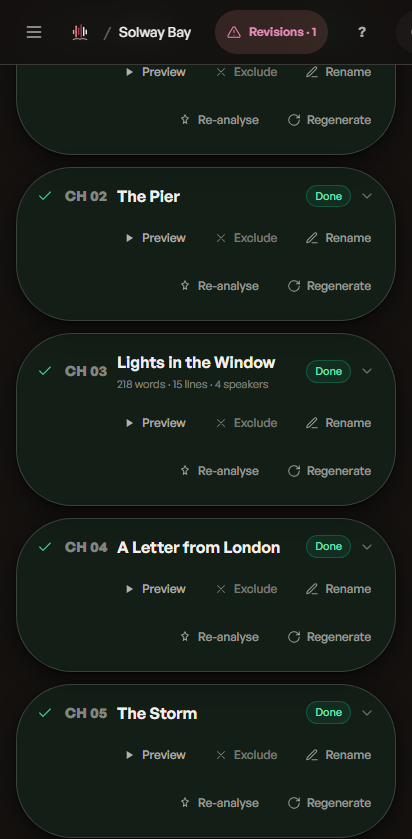 / Solway Bay Revisions · 1 ?
Preview Exclude Rename
Re-analyse Regenerate
CH 02 The Pier Done
Preview Exclude Rename
Re-analyse Regenerate
CH 03 Lights in the Window Done
218 words · 15 lines · 4 speakers
Preview Exclude Rename
Re-analyse Regenerate
CH 04 A Letter from London Done
Preview Exclude Rename
Re-analyse Regenerate
CH 05 The Storm Done
Preview Exclude Rename
Re-analyse Regenerate